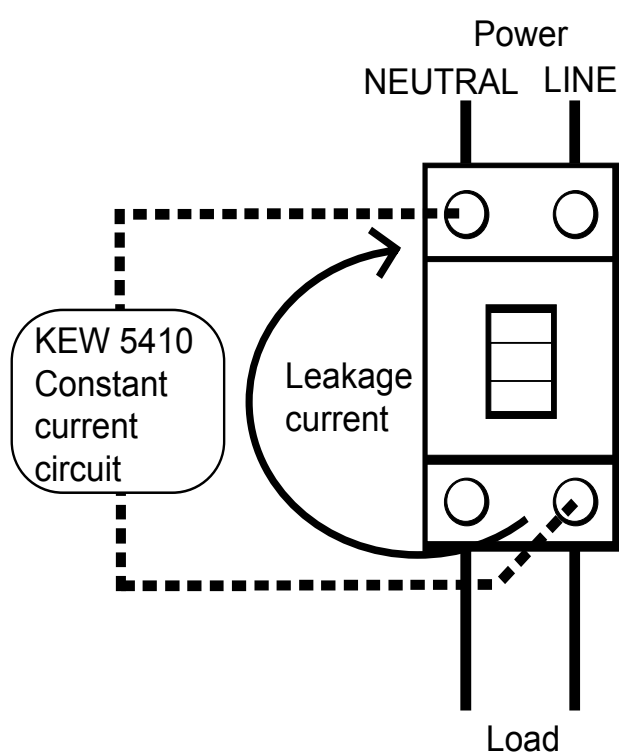 Power
NEUTRAL LINE
KEW 5410
Constant
current
circuit
Leakage
current
Load